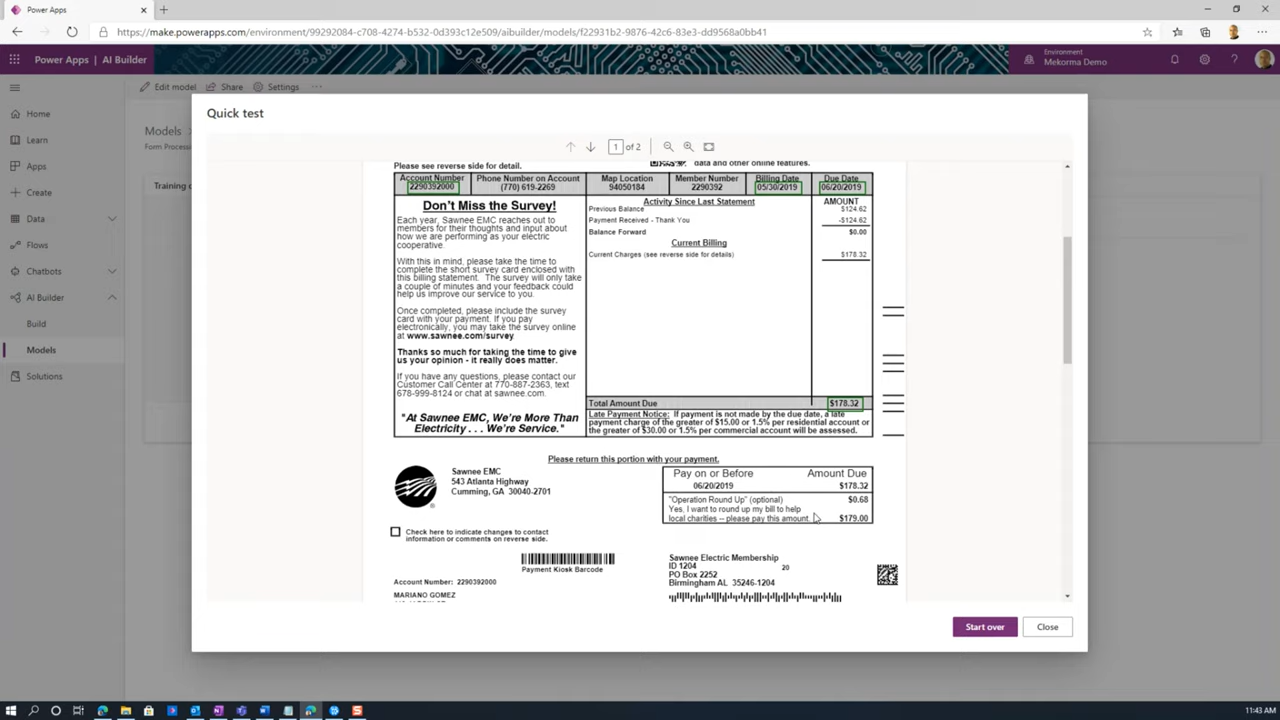 Power Apps
https://make.powerapps.com/environment/99292084-c708-4274-b532-0d393c12e509/aibuilder/models/f22931b2-9876-42c6-83e3-dd9568a0bb41
Power Apps | AI Builder
Environment
Mekorma Demo
Edit model
Share
Settings
Home
Learn
Apps
Create
Data
Flows
Chatbots
AI Builder
Build
Models
Solutions
Models
Form Process
Training d
Quick test
1 of 2
Please see reverse side for detail.
data and other online features.
Account Number
2290392000
Phone Number on Account
(770) 619-2269
Map Location
94050184
Member Number
2290392
Billing Date
05/30/2019
Due Date
06/20/2019
Don't Miss the Survey!
Each year, Sawnee EMC reaches out to
members for their thoughts and input about
how we are performing as your electric
cooperative.
With this in mind, please take the time to
complete the short survey card enclosed with
this billing statement. The survey will only take
a couple of minutes and your feedback could
help us improve our service to you.
Once completed, please include the survey
card with your payment. If you pay
electronically, you may take the survey online
at www.sawnee.com/survey
Thanks so much for taking the time to give
us your opinion - it really does matter.
If you have any questions, please contact our
Customer Call Center at 770-887-2363, text
678-999-8124 or chat at sawnee.com.
"At Sawnee EMC, We're More Than
Electricity . . . We're Service."
Activity Since Last Statement
AMOUNT
Previous Balance $124.62
Payment Received - Thank You -$124.62
Balance Forward $0.00
Current Billing
Current Charges (see reverse side for details) $178.32
Total Amount Due $178.32
Late Payment Notice: If payment is not made by the due date, a late
payment charge of the greater of $15.00 or 1.5% per residential account or
the greater of $30.00 or 1.5% per commercial account will be assessed.
Please return this portion with your payment.
Sawnee EMC
543 Atlanta Highway
Cumming, GA 30040-2701
Pay on or Before Amount Due
06/20/2019 $178.32
"Operation Round Up" (optional) $0.68
Yes, I want to round up my bill to help
local charities -- please pay this amount. $179.00
Check here to indicate changes to contact
information or comments on reverse side.
Payment Kiosk Barcode
Sawnee Electric Membership
ID 1204
20
PO Box 2252
Birmingham AL 35246-1204
Account Number: 2290392000
MARIANO GOMEZ
Start over
Close
11:43 AM